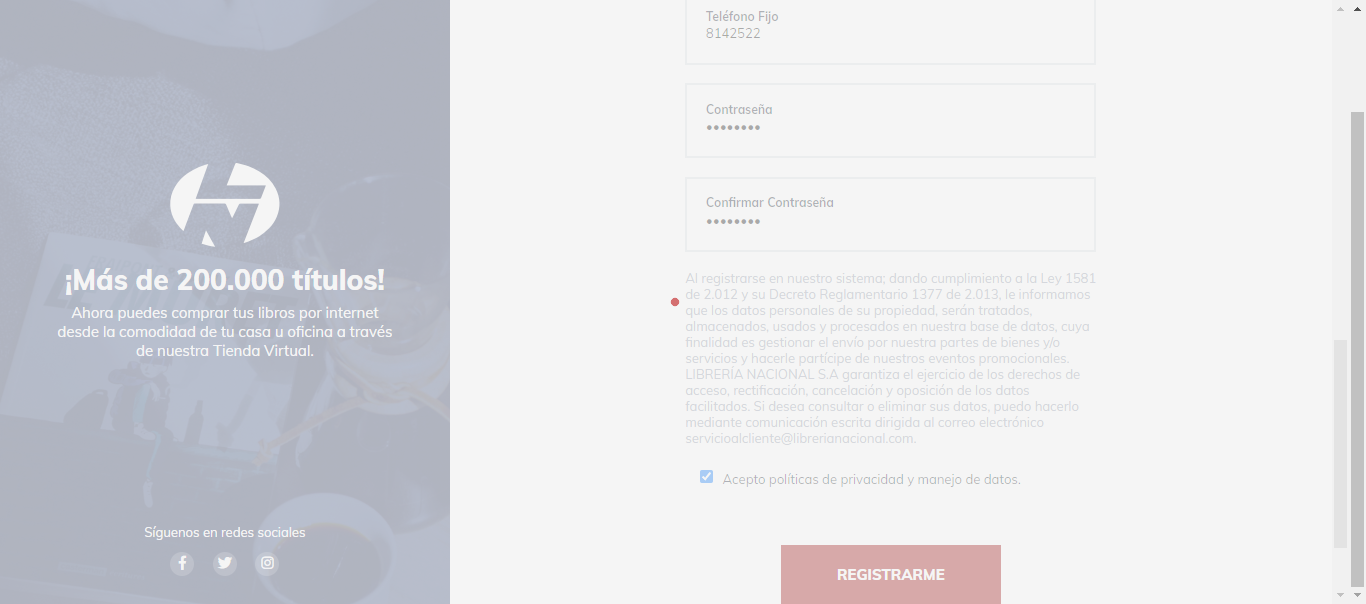 Teléfono Fijo
8142522
Contraseña
••••••••
Confirmar Contraseña
••••••••
Al registrarse en nuestro sistema; dando cumplimiento a la Ley 1581
de 2.012 y su Decreto Reglamentario 1377 de 2.013, le informamos
que los datos personales de su propiedad, serán tratados,
almacenados, usados y procesados en nuestra base de datos, cuya
finalidad es gestionar el envío por nuestra partes de bienes y/o
servicios y hacerle partícipe de nuestros eventos promocionales.
LIBRERÍA NACIONAL S.A garantiza el ejercicio de los derechos de
acceso, rectificación, cancelación y oposición de los datos
facilitados. Si desea consultar o eliminar sus datos, puedo hacerlo
mediante comunicación escrita dirigida al correo electrónico
servicioalcliente@librerianacional.com.
Acepto políticas de privacidad y manejo de datos.
REGISTRARME
¡Más de 200.000 títulos!
Ahora puedes comprar tus libros por internet
desde la comodidad de tu casa u oficina a través
de nuestra Tienda Virtual.
Síguenos en redes sociales